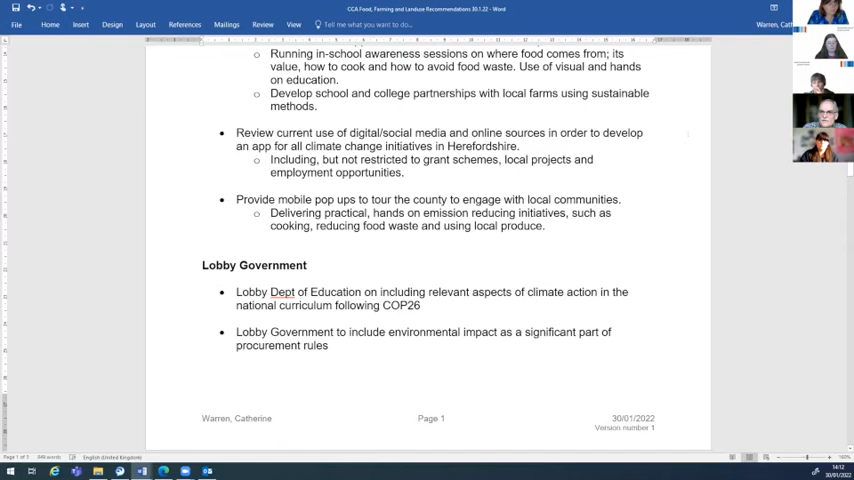 CCA Food, Farming and Landuse Recommendations 30.1.22 - Word
Warren, Cath
File Home Insert Design Layout References Mailings Review View Tell me what you want to do...
Running in-school awareness sessions on where food comes from; its
value, how to cook and how to avoid food waste. Use of visual and hands
on education.
Develop school and college partnerships with local farms using sustainable
methods.
Review current use of digital/social media and online sources in order to develop
an app for all climate change initiatives in Herefordshire.
Including, but not restricted to grant schemes, local projects and
employment opportunities.
Provide mobile pop ups to tour the county to engage with local communities.
Delivering practical, hands on emission reducing initiatives, such as
cooking, reducing food waste and using local produce.
Lobby Government
Lobby Dept of Education on including relevant aspects of climate action in the
national curriculum following COP26
Lobby Government to include environmental impact as a significant part of
procurement rules
Warren, Catherine Page 1 30/01/2022
Version number 1
Page 1 of 3 words English (United Kingdom)
14:12
30/01/2022